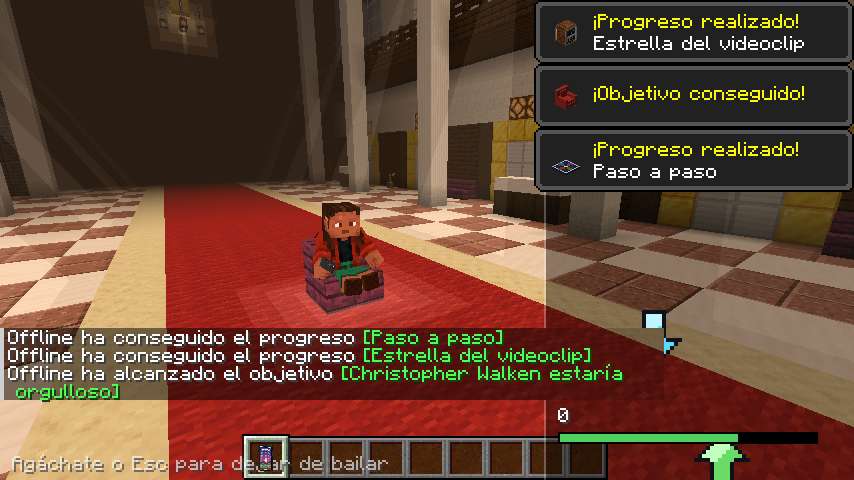 ¡Progreso realizado!
Estrella del videoclip
¡Objetivo conseguido!
¡Progreso realizado!
Paso a paso
Offline ha conseguido el progreso [Paso a paso]
Offline ha conseguido el progreso [Estrella del videoclip]
Offline ha alcanzado el objetivo [Christopher Walken estaría
orgulloso]
0
Agáchate o Esc para dejar de bailar